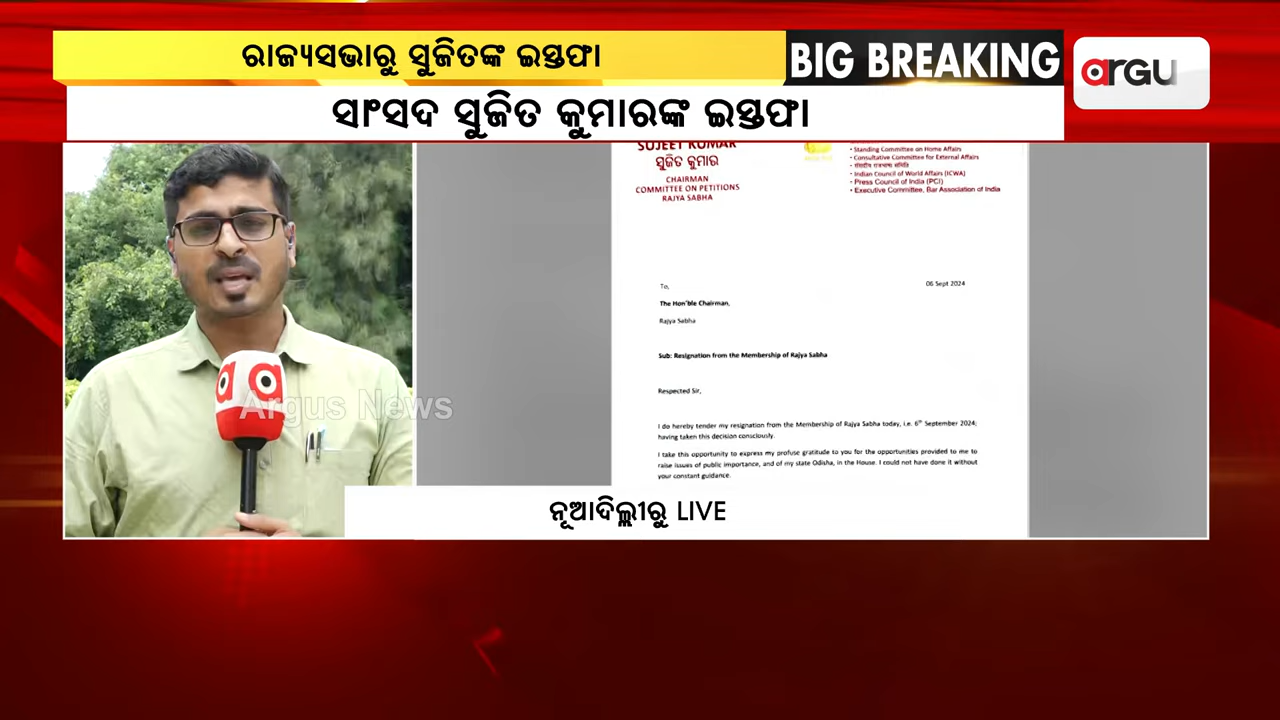 ରାଜ୍ୟସଭାରୁ ସୁଜିତଙ୍କ ଇସ୍ତଫା
BIG BREAKING
argu
ସାଂସଦ ସୁଜିତ କୁମାରଙ୍କ ଇସ୍ତଫା
SUJEET KUMAR
ସୁଜିତ କୁମାର
CHAIRMAN
COMMITTEE ON PETITIONS
RAJYA SABHA
• Standing Committee on Home Affairs
• Consultative Committee for External Affairs
• Indian Council of World Affairs (ICWA)
• Press Council of India (PCI)
• Executive Committee, Bar Association of India
06 Sept 2024
To,
The Hon'ble Chairman,
Rajya Sabha
Sub: Resignation from the Membership of Rajya Sabha
Respected Sir,
I do hereby tender my resignation from the Membership of Rajya Sabha today, i.e. 6th September 2024;
having taken this decision consciously.
I take this opportunity to express my profuse gratitude to you for the opportunities provided to me to
raise issues of public importance, and of my state Odisha, in the House. I could not have done it without
your constant guidance.
Argus News
ନୂଆଦିଲ୍ଲୀରୁ LIVE